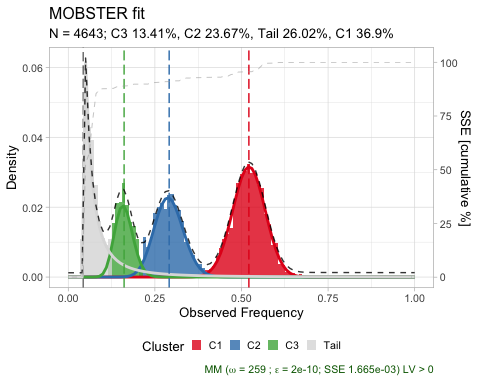 MOBSTER fit
N = 4643; C3 13.41%, C2 23.67%, Tail 26.02%, C1 36.9%
0.06
0.04
0.02
0.00
Density
100
75
50
25
0
SSE [cumulative %]
0.00 0.25 0.50 0.75 1.00
Observed Frequency
Cluster C1 C2 C3 Tail
MM (ω = 259 ; ε = 2e-10; SSE 1.665e-03) LV > 0